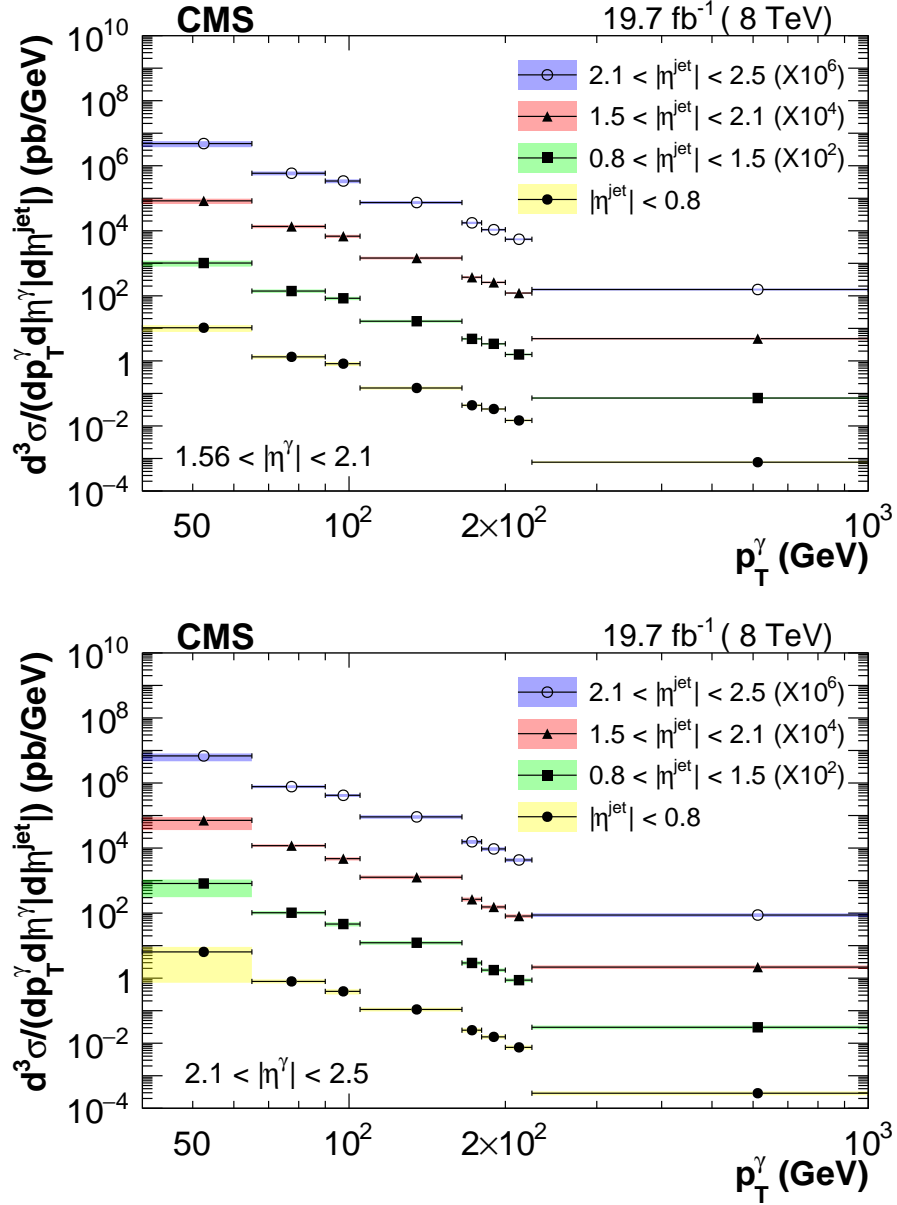 CMS 19.7 fb⁻¹ ( 8 TeV)
d³σ/(dp_T^γ d|η^γ|d|η^jet|) (pb/GeV)
10¹⁰
10⁸
10⁶
10⁴
10²
1
10⁻²
10⁻⁴
2.1 < |η^jet| < 2.5 (X10⁶)
1.5 < |η^jet| < 2.1 (X10⁴)
0.8 < |η^jet| < 1.5 (X10²)
|η^jet| < 0.8
1.56 < |η^γ| < 2.1
50 10² 2×10² 10³
p_T^γ (GeV)
CMS 19.7 fb⁻¹ ( 8 TeV)
d³σ/(dp_T^γ d|η^γ|d|η^jet|) (pb/GeV)
10¹⁰
10⁸
10⁶
10⁴
10²
1
10⁻²
10⁻⁴
2.1 < |η^jet| < 2.5 (X10⁶)
1.5 < |η^jet| < 2.1 (X10⁴)
0.8 < |η^jet| < 1.5 (X10²)
|η^jet| < 0.8
2.1 < |η^γ| < 2.5
50 10² 2×10² 10³
p_T^γ (GeV)